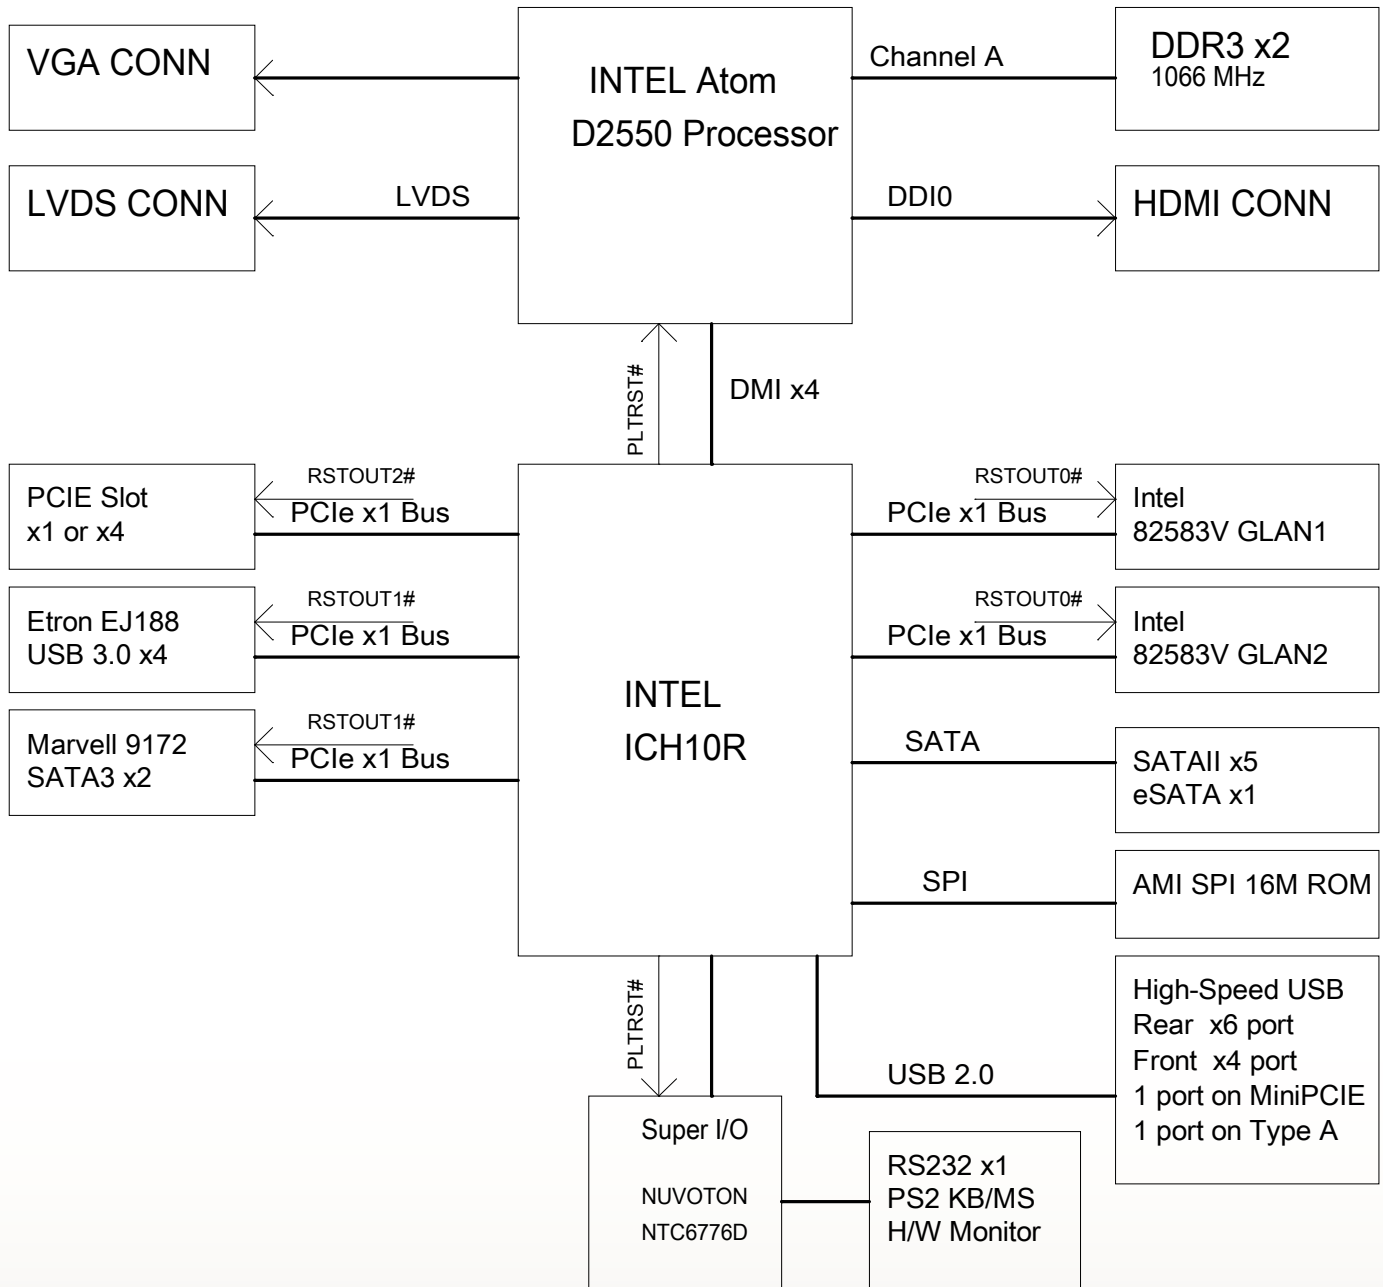 VGA CONN
INTEL Atom
D2550 Processor
Channel A
DDR3 x2
1066 MHz
LVDS CONN
LVDS
DDI0
HDMI CONN
PLTRST#
DMI x4
PCIE Slot
x1 or x4
RSTOUT2#
PCIe x1 Bus
RSTOUT0#
PCIe x1 Bus
Intel
82583V GLAN1
Etron EJ188
USB 3.0 x4
RSTOUT1#
PCIe x1 Bus
RSTOUT0#
PCIe x1 Bus
Intel
82583V GLAN2
INTEL
ICH10R
Marvell 9172
SATA3 x2
RSTOUT1#
PCIe x1 Bus
SATA
SATAII x5
eSATA x1
SPI
AMI SPI 16M ROM
PLTRST#
USB 2.0
High-Speed USB
Rear x6 port
Front x4 port
1 port on MiniPCIE
1 port on Type A
Super I/O
NUVOTON
NTC6776D
RS232 x1
PS2 KB/MS
H/W Monitor